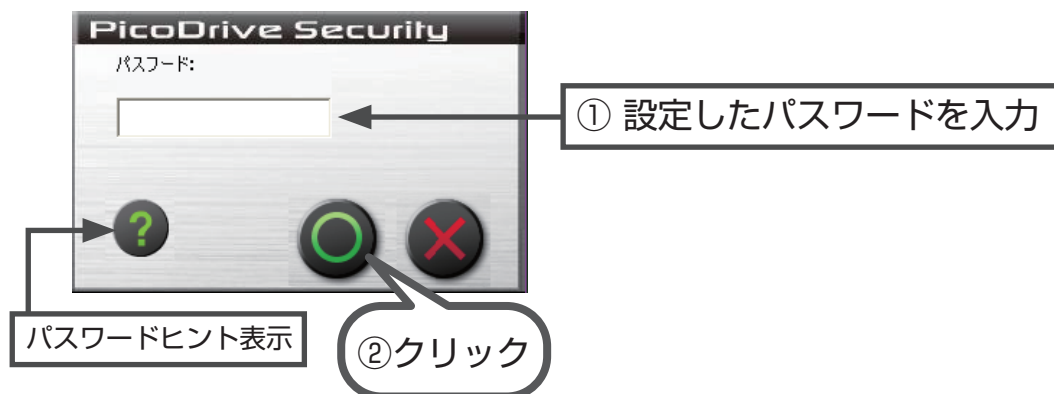 PicoDrive Security
パスワード:
① 設定したパスワードを入力
?
パスワードヒント表示
②クリック